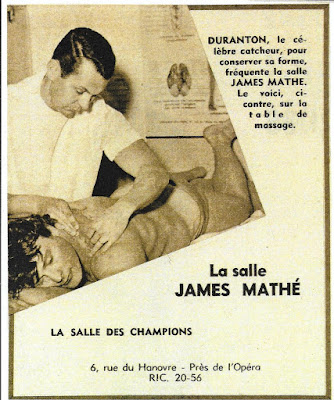 DURANTON, le cé-
lèbre catcheur, pour
conserver sa forme,
fréquente la salle
JAMES MATHE.
Le voici, ci-
contre, sur la
table de
massage.
La salle
JAMES MATHÉ
LA SALLE DES CHAMPIONS
6, rue du Hanovre - Près de l'Opéra
RIC. 20-56